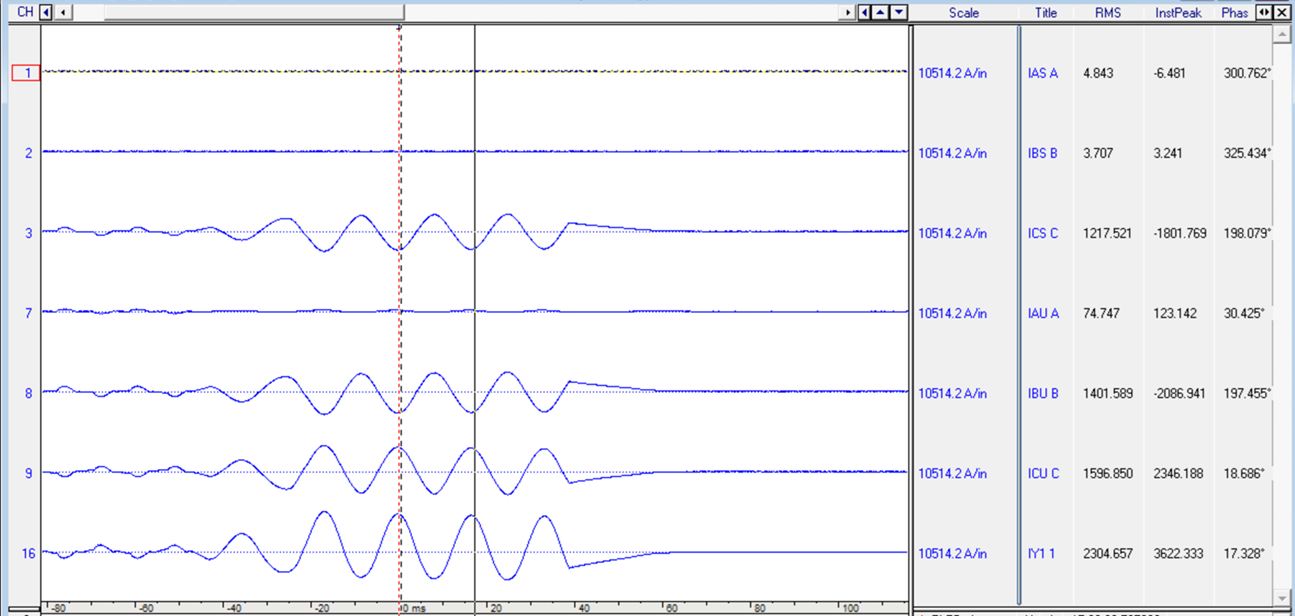 CH Scale Title RMS InstPeak Phas
1 10514.2 A/in IAS A 4.843 -6.481 300.762°
2 10514.2 A/in IBS B 3.707 3.241 325.434°
3 10514.2 A/in ICS C 1217.521 -1801.769 198.079°
7 10514.2 A/in IAU A 74.747 123.142 30.425°
8 10514.2 A/in IBU B 1401.589 -2086.941 197.455°
9 10514.2 A/in ICU C 1596.850 2346.188 18.686°
16 10514.2 A/in IY1 1 2304.657 3622.333 17.328°
-80 -60 -40 -20 0 ms 20 40 60 80 100